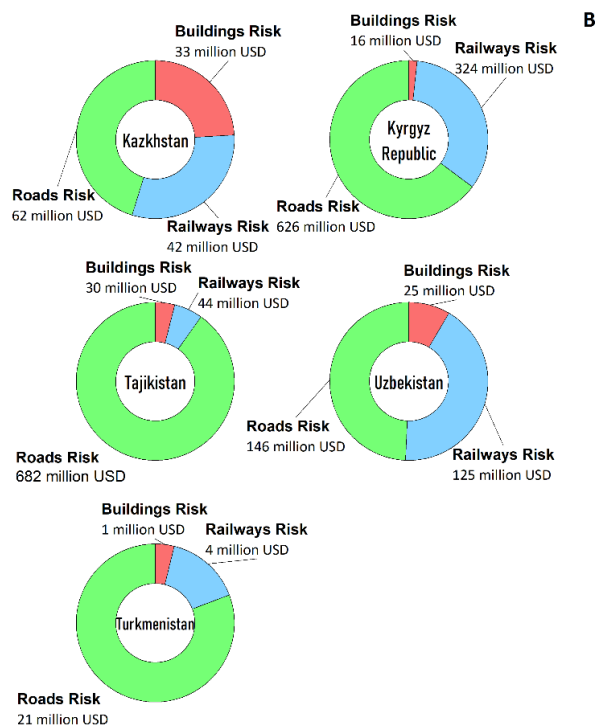 B
Buildings Risk
33 million USD
Kazkhstan
Roads Risk
62 million USD
Railways Risk
42 million USD
Buildings Risk
16 million USD
Railways Risk
324 million USD
Kyrgyz
Republic
Roads Risk
626 million USD
Buildings Risk
30 million USD
Railways Risk
44 million USD
Tajikistan
Roads Risk
682 million USD
Buildings Risk
25 million USD
Uzbekistan
Roads Risk
146 million USD
Railways Risk
125 million USD
Buildings Risk
1 million USD
Railways Risk
4 million USD
Turkmenistan
Roads Risk
21 million USD